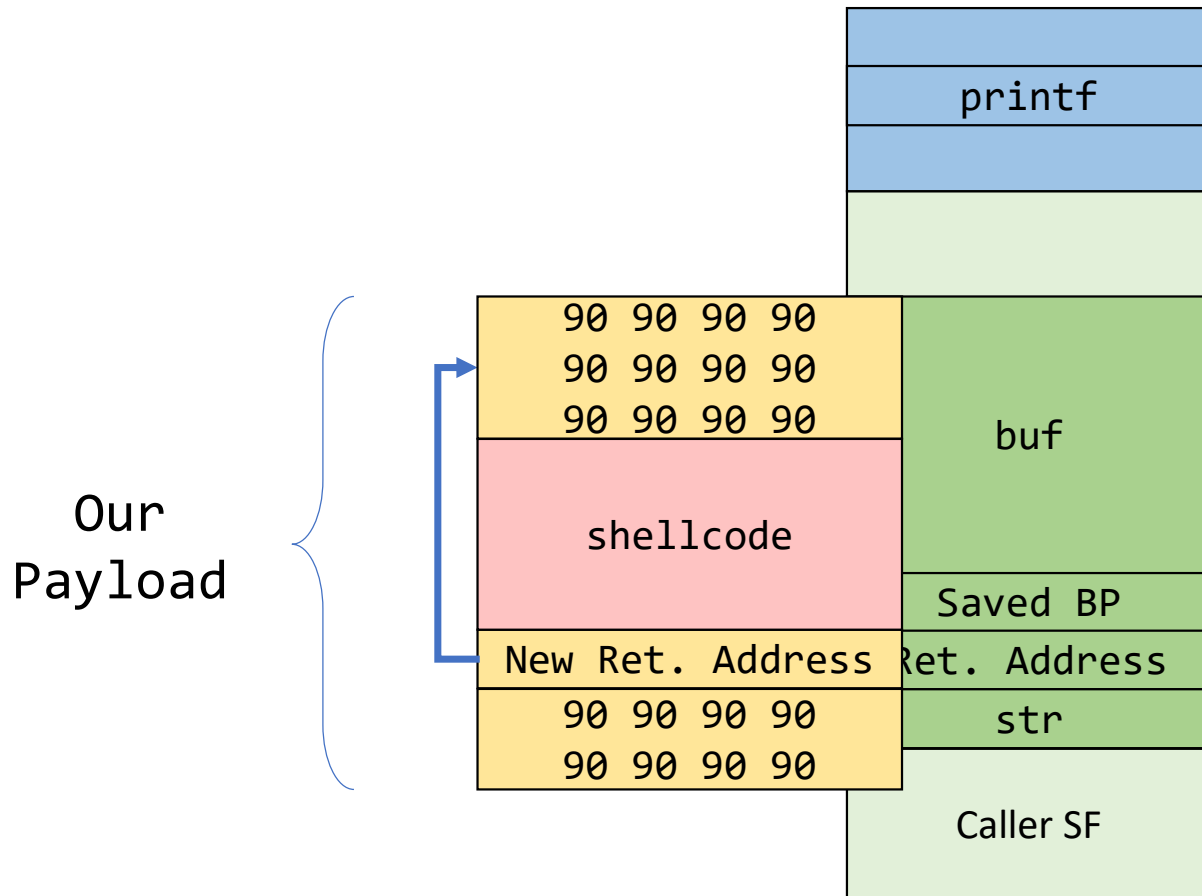 printf
90 90 90 90
90 90 90 90
90 90 90 90
buf
Our
Payload
shellcode
Saved BP
New Ret. Address
Ret. Address
90 90 90 90
str
90 90 90 90
Caller SF